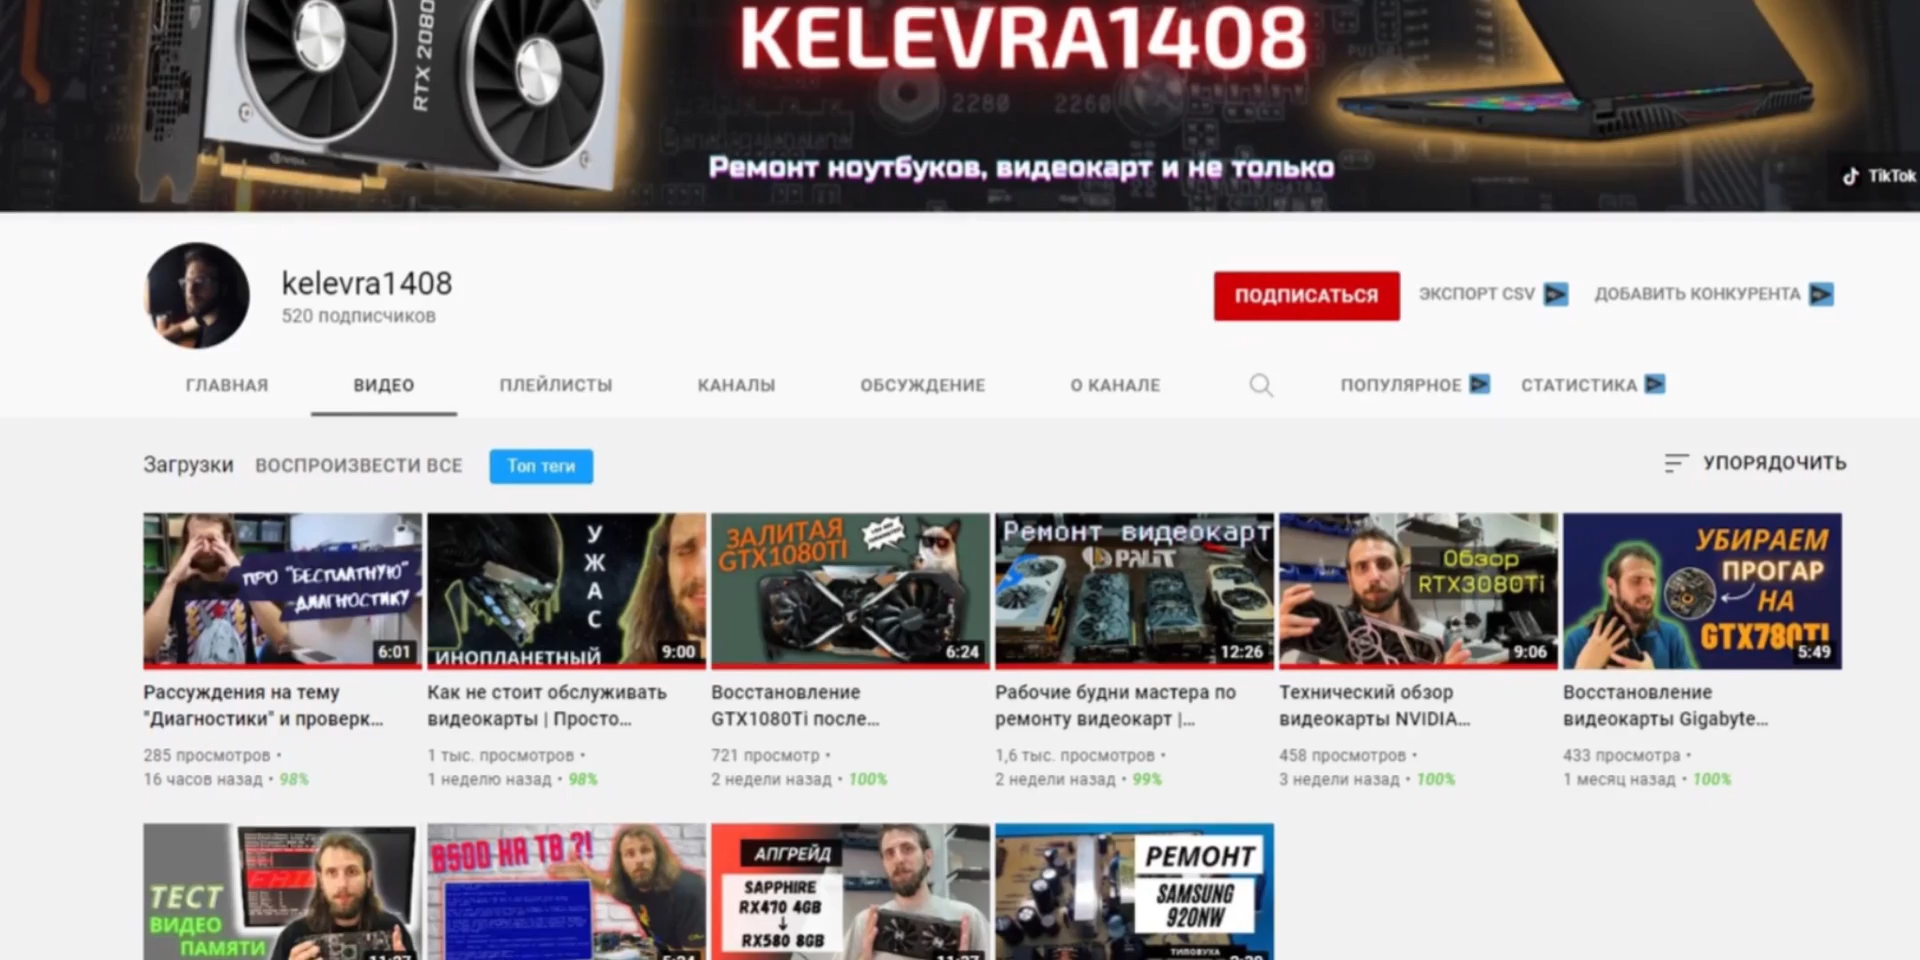 RTX 2080
KELEVRA1408
2280 2260
Ремонт ноутбуков, видеокарт и не только
TikTok
kelevra1408
520 подписчиков
ПОДПИСАТЬСЯ ЭКСПОРТ CSV ДОБАВИТЬ КОНКУРЕНТА
ГЛАВНАЯ ВИДЕО ПЛЕЙЛИСТЫ КАНАЛЫ ОБСУЖДЕНИЕ О КАНАЛЕ ПОПУЛЯРНОЕ СТАТИСТИКА
Загрузки ВОСПРОИЗВЕСТИ ВСЕ Топ теги УПОРЯДОЧИТЬ
ПРО "БЕСПЛАТНУЮ"
ДИАГНОСТИКУ
6:01
УЖАС
ИНОПЛАНЕТНЫЙ
9:00
ЗАЛИТАЯ
GTX1080TI
6:24
Ремонт видеокарт
PALIT
12:26
Обзор
RTX3080Ti
9:06
УБИРАЕМ
ПРОГАР
НА
GTX780TI
5:49
Рассуждения на тему
"Диагностики" и проверк...
285 просмотров •
16 часов назад • 98%
Как не стоит обслуживать
видеокарты | Просто...
1 тыс. просмотров •
1 неделю назад • 98%
Восстановление
GTX1080Ti после...
721 просмотр •
2 недели назад • 100%
Рабочие будни мастера по
ремонту видеокарт |...
1,6 тыс. просмотров •
2 недели назад • 99%
Технический обзор
видеокарты NVIDIA...
458 просмотров •
3 недели назад • 100%
Восстановление
видеокарты Gigabyte...
433 просмотра •
1 месяц назад • 100%
ТЕСТ
ВИДЕО
ПАМЯТИ
BSOD НА ТВ ?!
АПГРЕЙД
SAPPHIRE
RX470 4GB
↓
RX580 8GB
РЕМОНТ
SAMSUNG
920NW
ТИПОВУХА